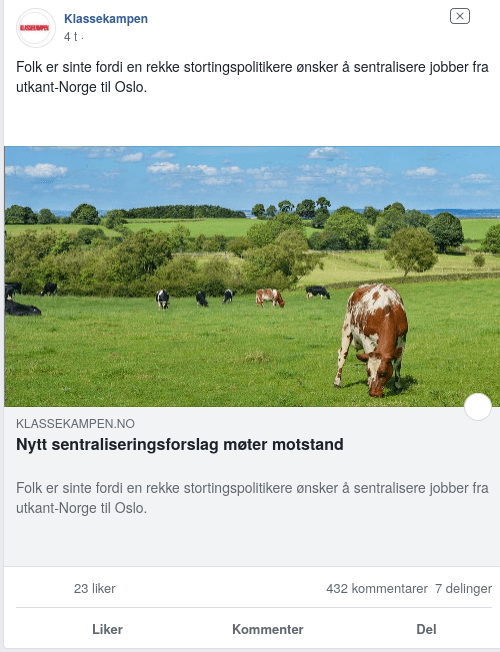 KLASSEKAMPEN
Klassekampen
4 t ·
Folk er sinte fordi en rekke stortingspolitikere ønsker å sentralisere jobber fra
utkant-Norge til Oslo.
KLASSEKAMPEN.NO
Nytt sentraliseringsforslag møter motstand
Folk er sinte fordi en rekke stortingspolitikere ønsker å sentralisere jobber fra
utkant-Norge til Oslo.
23 liker 432 kommentarer 7 delinger
Liker Kommenter Del